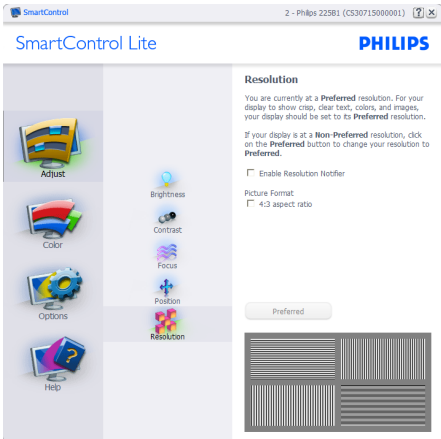 SmartControl
2 - Philips 225B1 (CS30715000001)
SmartControl Lite
PHILIPS
Adjust
Color
Options
Help
Brightness
Contrast
Focus
Position
Resolution
Resolution
You are currently at a Preferred resolution. For your
display to show crisp, clear text, colors, and images,
your display should be set to its Preferred resolution.
If your display is at a Non-Preferred resolution, click
on the Preferred button to change your resolution to
Preferred.
Enable Resolution Notifier
Picture Format
4:3 aspect ratio
Preferred